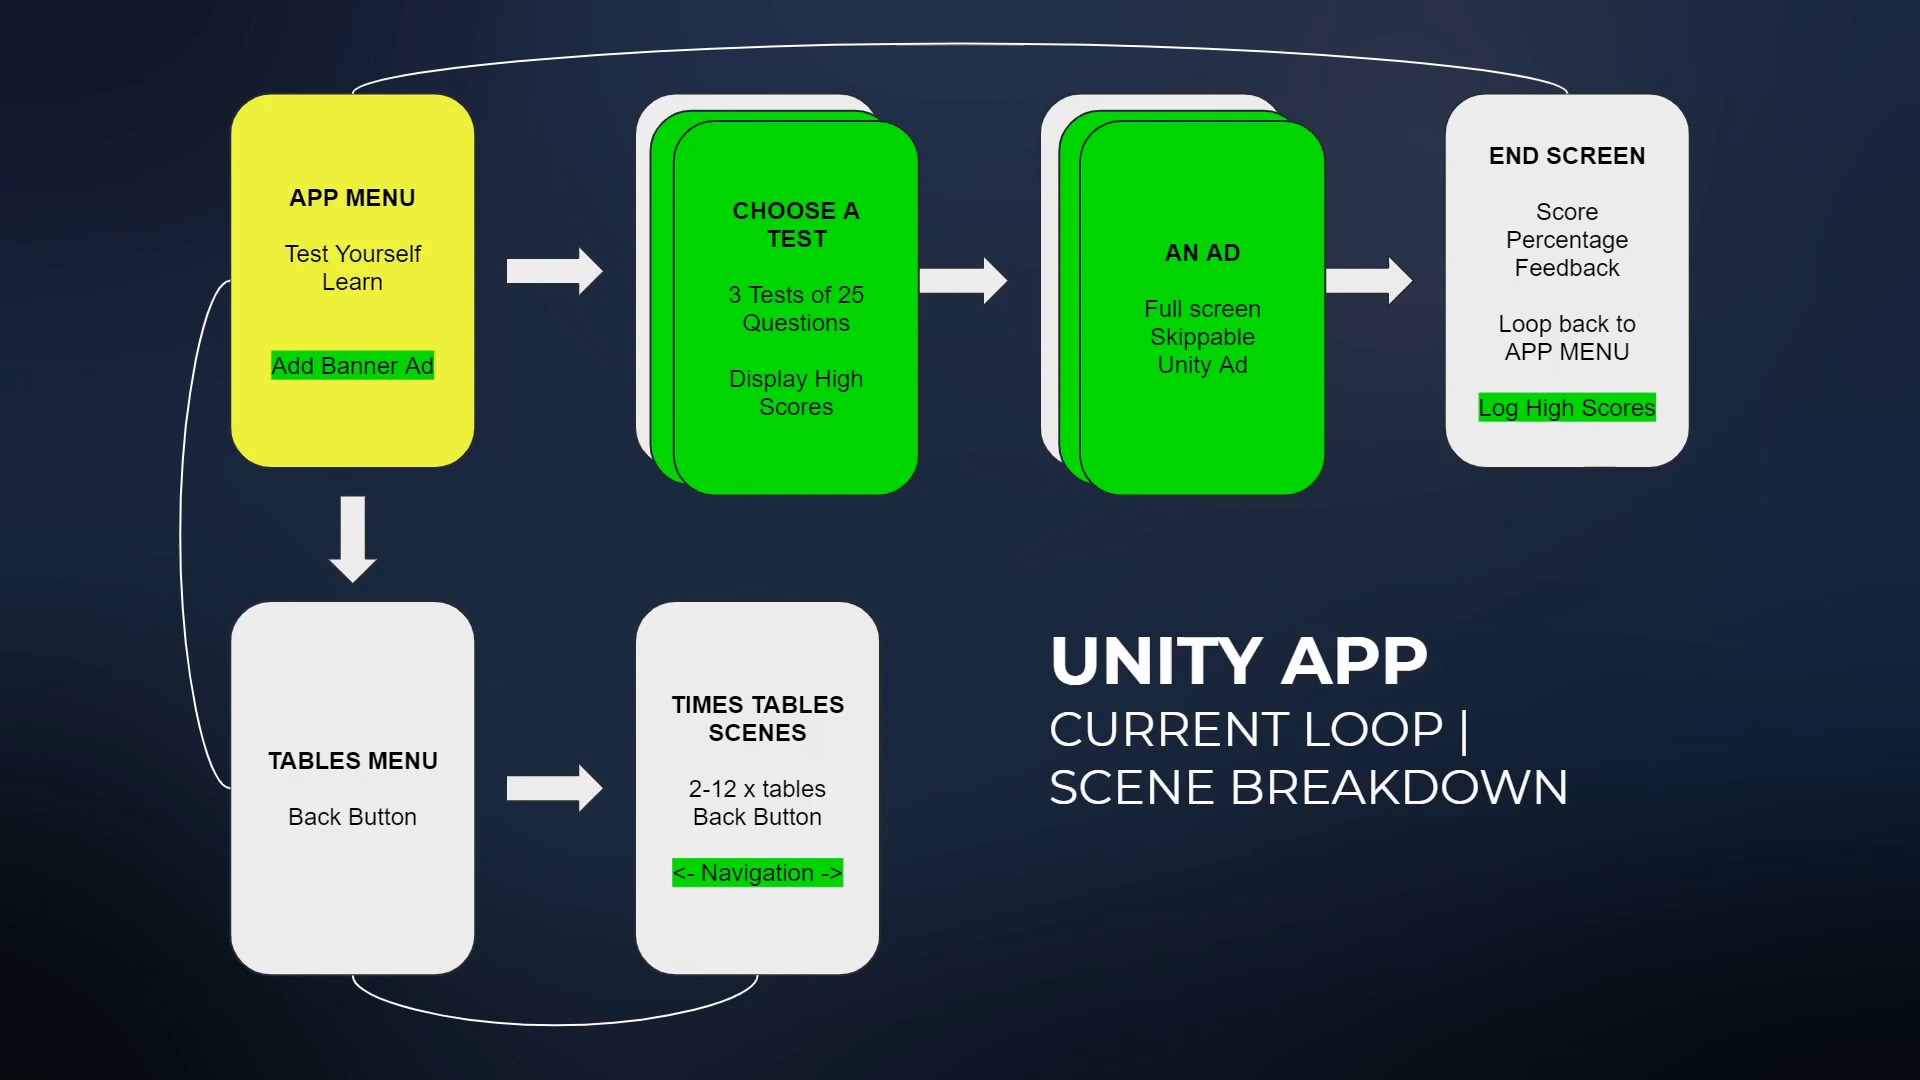 APP MENU
Test Yourself
Learn
Add Banner Ad
CHOOSE A
TEST
3 Tests of 25
Questions
Display High
Scores
AN AD
Full screen
Skippable
Unity Ad
END SCREEN
Score
Percentage
Feedback
Loop back to
APP MENU
Log High Scores
TABLES MENU
Back Button
TIMES TABLES
SCENES
2-12 x tables
Back Button
<- Navigation ->
UNITY APP
CURRENT LOOP |
SCENE BREAKDOWN